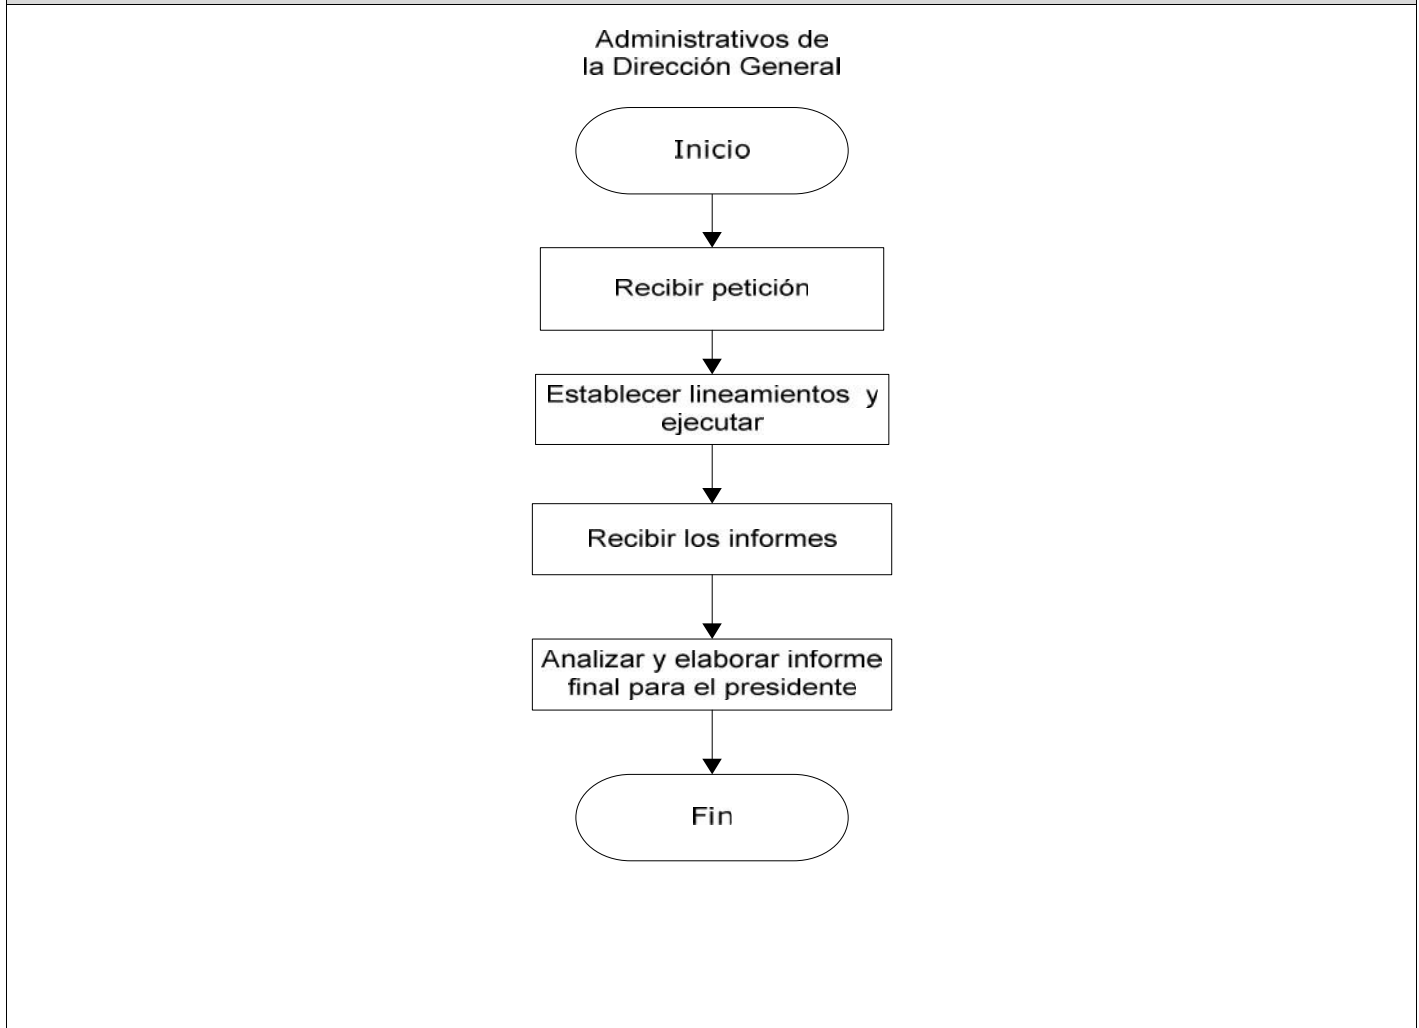 Administrativos de
la Dirección General
Inicio
Recibir petición
Establecer lineamientos y
ejecutar
Recibir los informes
Analizar y elaborar informe
final para el presidente
Fin